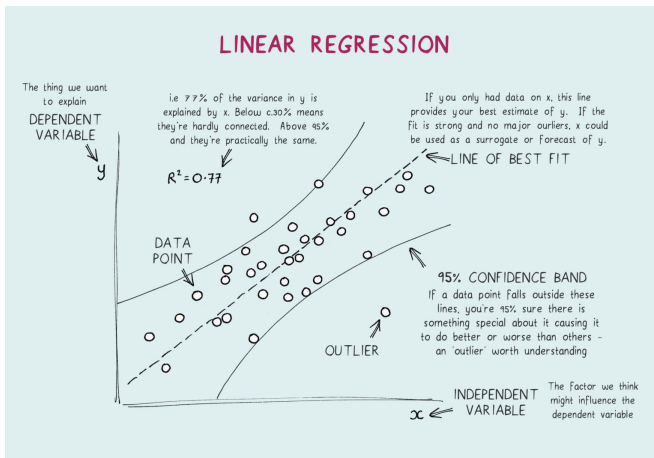 LINEAR REGRESSION
The thing we want
to explain
DEPENDENT
VARIABLE
y
i.e 77% of the variance in y is
explained by x. Below c.30% means
they're hardly connected. Above 95%
and they're practically the same.
R² = 0.77
If you only had data on x, this line
provides your best estimate of y. If the
fit is strong and no major ourliers, x could
be used as a surrogate or forecast of y.
LINE OF BEST FIT
DATA
POINT
95% CONFIDENCE BAND
If a data point falls outside these
lines, you're 95% sure there is
something special about it causing it
to do better or worse than others -
an 'outlier' worth understanding
OUTLIER
x
INDEPENDENT
VARIABLE
The factor we think
might influence the
dependent variable